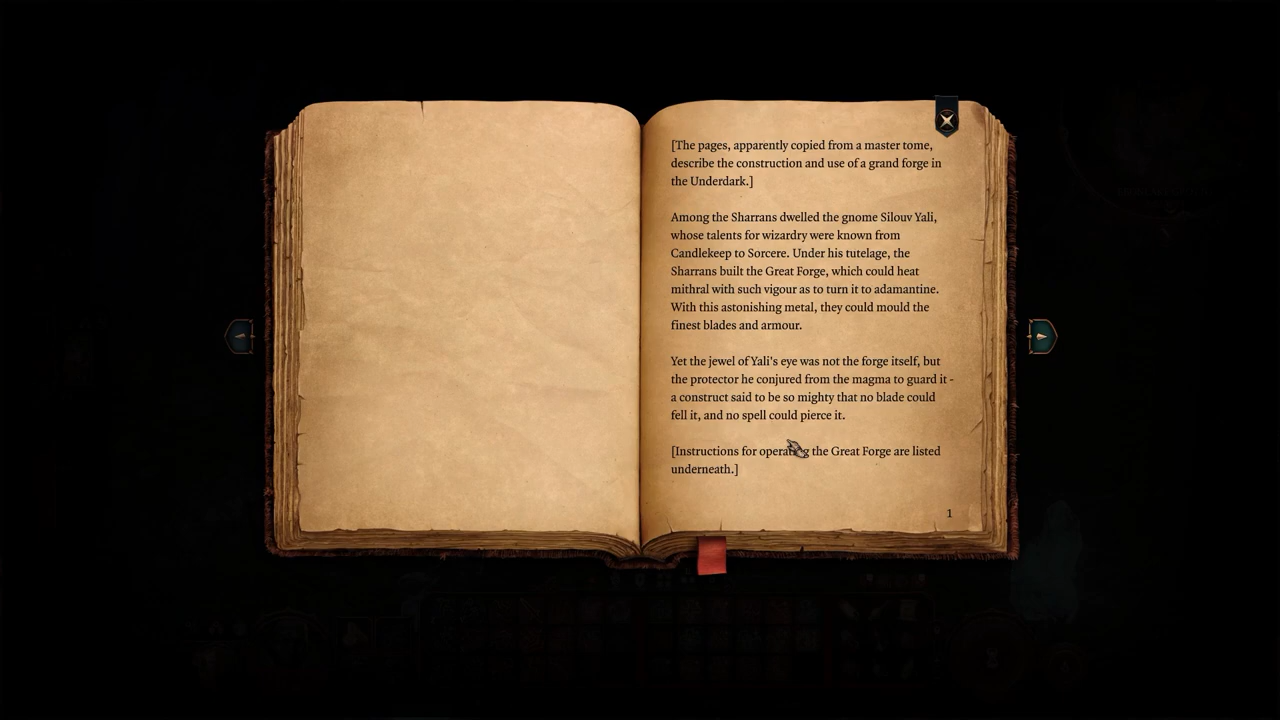 [The pages, apparently copied from a master tome,
describe the construction and use of a grand forge in
the Underdark.]
Among the Sharrans dwelled the gnome Silouv Yali,
whose talents for wizardry were known from
Candlekeep to Sorcere. Under his tutelage, the
Sharrans built the Great Forge, which could heat
mithral with such vigour as to turn it to adamantine.
With this astonishing metal, they could mould the
finest blades and armour.
Yet the jewel of Yali's eye was not the forge itself, but
the protector he conjured from the magma to guard it -
a construct said to be so mighty that no blade could
fell it, and no spell could pierce it.
[Instructions for operating the Great Forge are listed
underneath.]
1